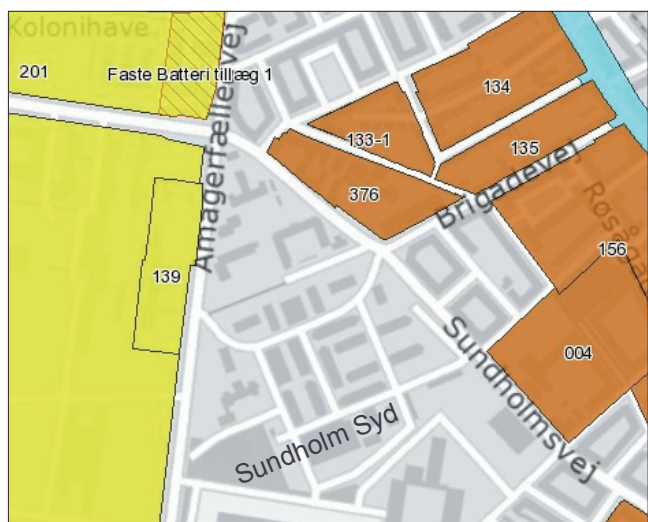 Kolonihave
201
Faste Batteri tillæg 1
Amagerfælledvej
134
133-1
135
376
Brigadevej
Røsågade
156
139
004
Sundholmsvej
Sundholm Syd